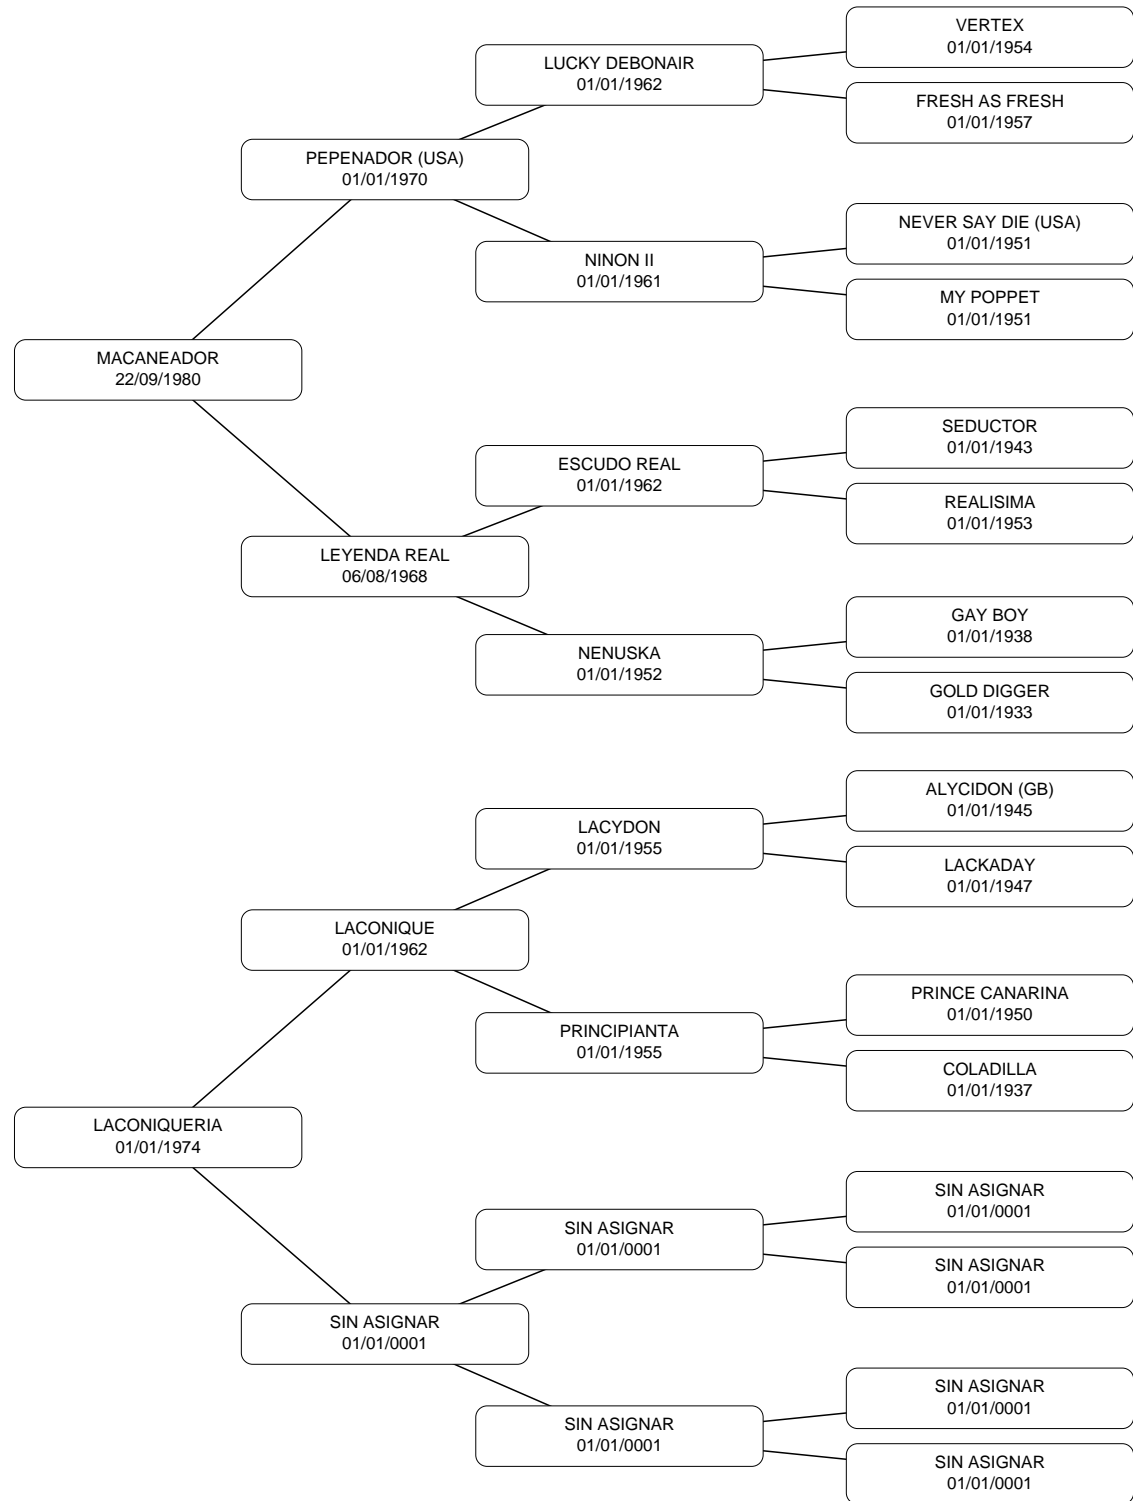 VERTEX
01/01/1954
LUCKY DEBONAIR
01/01/1962
FRESH AS FRESH
01/01/1957
PEPENADOR (USA)
01/01/1970
NEVER SAY DIE (USA)
01/01/1951
NINON II
01/01/1961
MY POPPET
01/01/1951
MACANEADOR
22/09/1980
SEDUCTOR
01/01/1943
ESCUDO REAL
01/01/1962
REALISIMA
01/01/1953
LEYENDA REAL
06/08/1968
GAY BOY
01/01/1938
NENUSKA
01/01/1952
GOLD DIGGER
01/01/1933
ALYCIDON (GB)
01/01/1945
LACYDON
01/01/1955
LACKADAY
01/01/1947
LACONIQUE
01/01/1962
PRINCE CANARINA
01/01/1950
PRINCIPIANTA
01/01/1955
COLADILLA
01/01/1937
LACONIQUERIA
01/01/1974
SIN ASIGNAR
01/01/0001
SIN ASIGNAR
01/01/0001
SIN ASIGNAR
01/01/0001
SIN ASIGNAR
01/01/0001
SIN ASIGNAR
01/01/0001
SIN ASIGNAR
01/01/0001
SIN ASIGNAR
01/01/0001